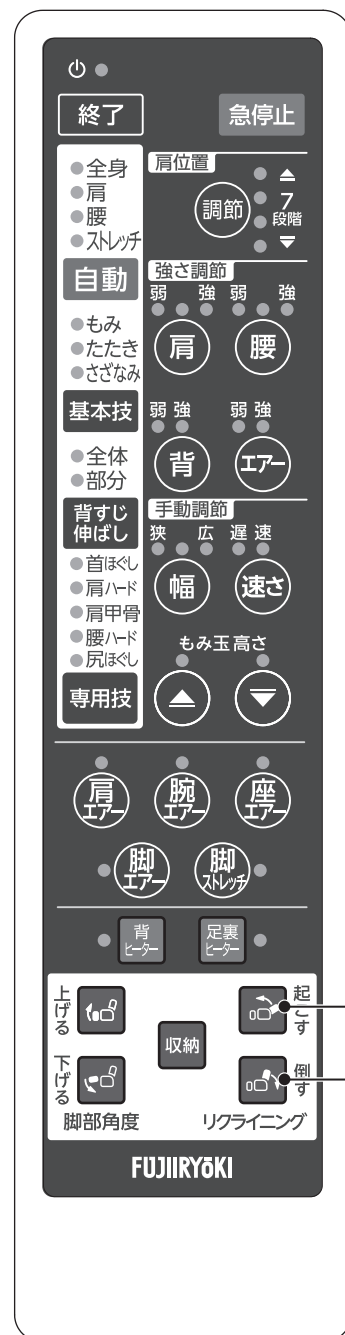 終了
急停止
全身
肩
腰
ストレッチ
自動
もみ
たたき
さざなみ
基本技
全体
部分
背すじ
伸ばし
首ほぐし
肩ハード
肩甲骨
腰ハード
尻ほぐし
専用技
肩位置
調節
7
段階
強さ調節
弱 強 弱 強
肩 腰
弱 強 弱 強
背 エアー
手動調節
狭 広 遅 速
幅 速さ
もみ玉高さ
肩
エアー
腕
エアー
座
エアー
脚
エアー
脚
ストレッチ
背
ヒーター
足裏
ヒーター
上げる
下げる
脚部角度
収納
起こす
倒す
リクライニング
FUJIIRYōKI